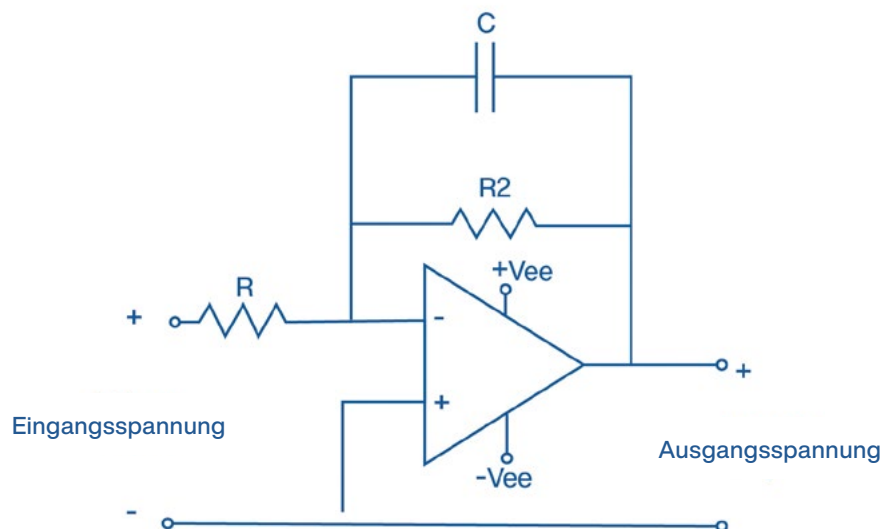 C
R2
+Vee
R
+
-
+
+
Eingangsspannung
Ausgangsspannung
-Vee
-